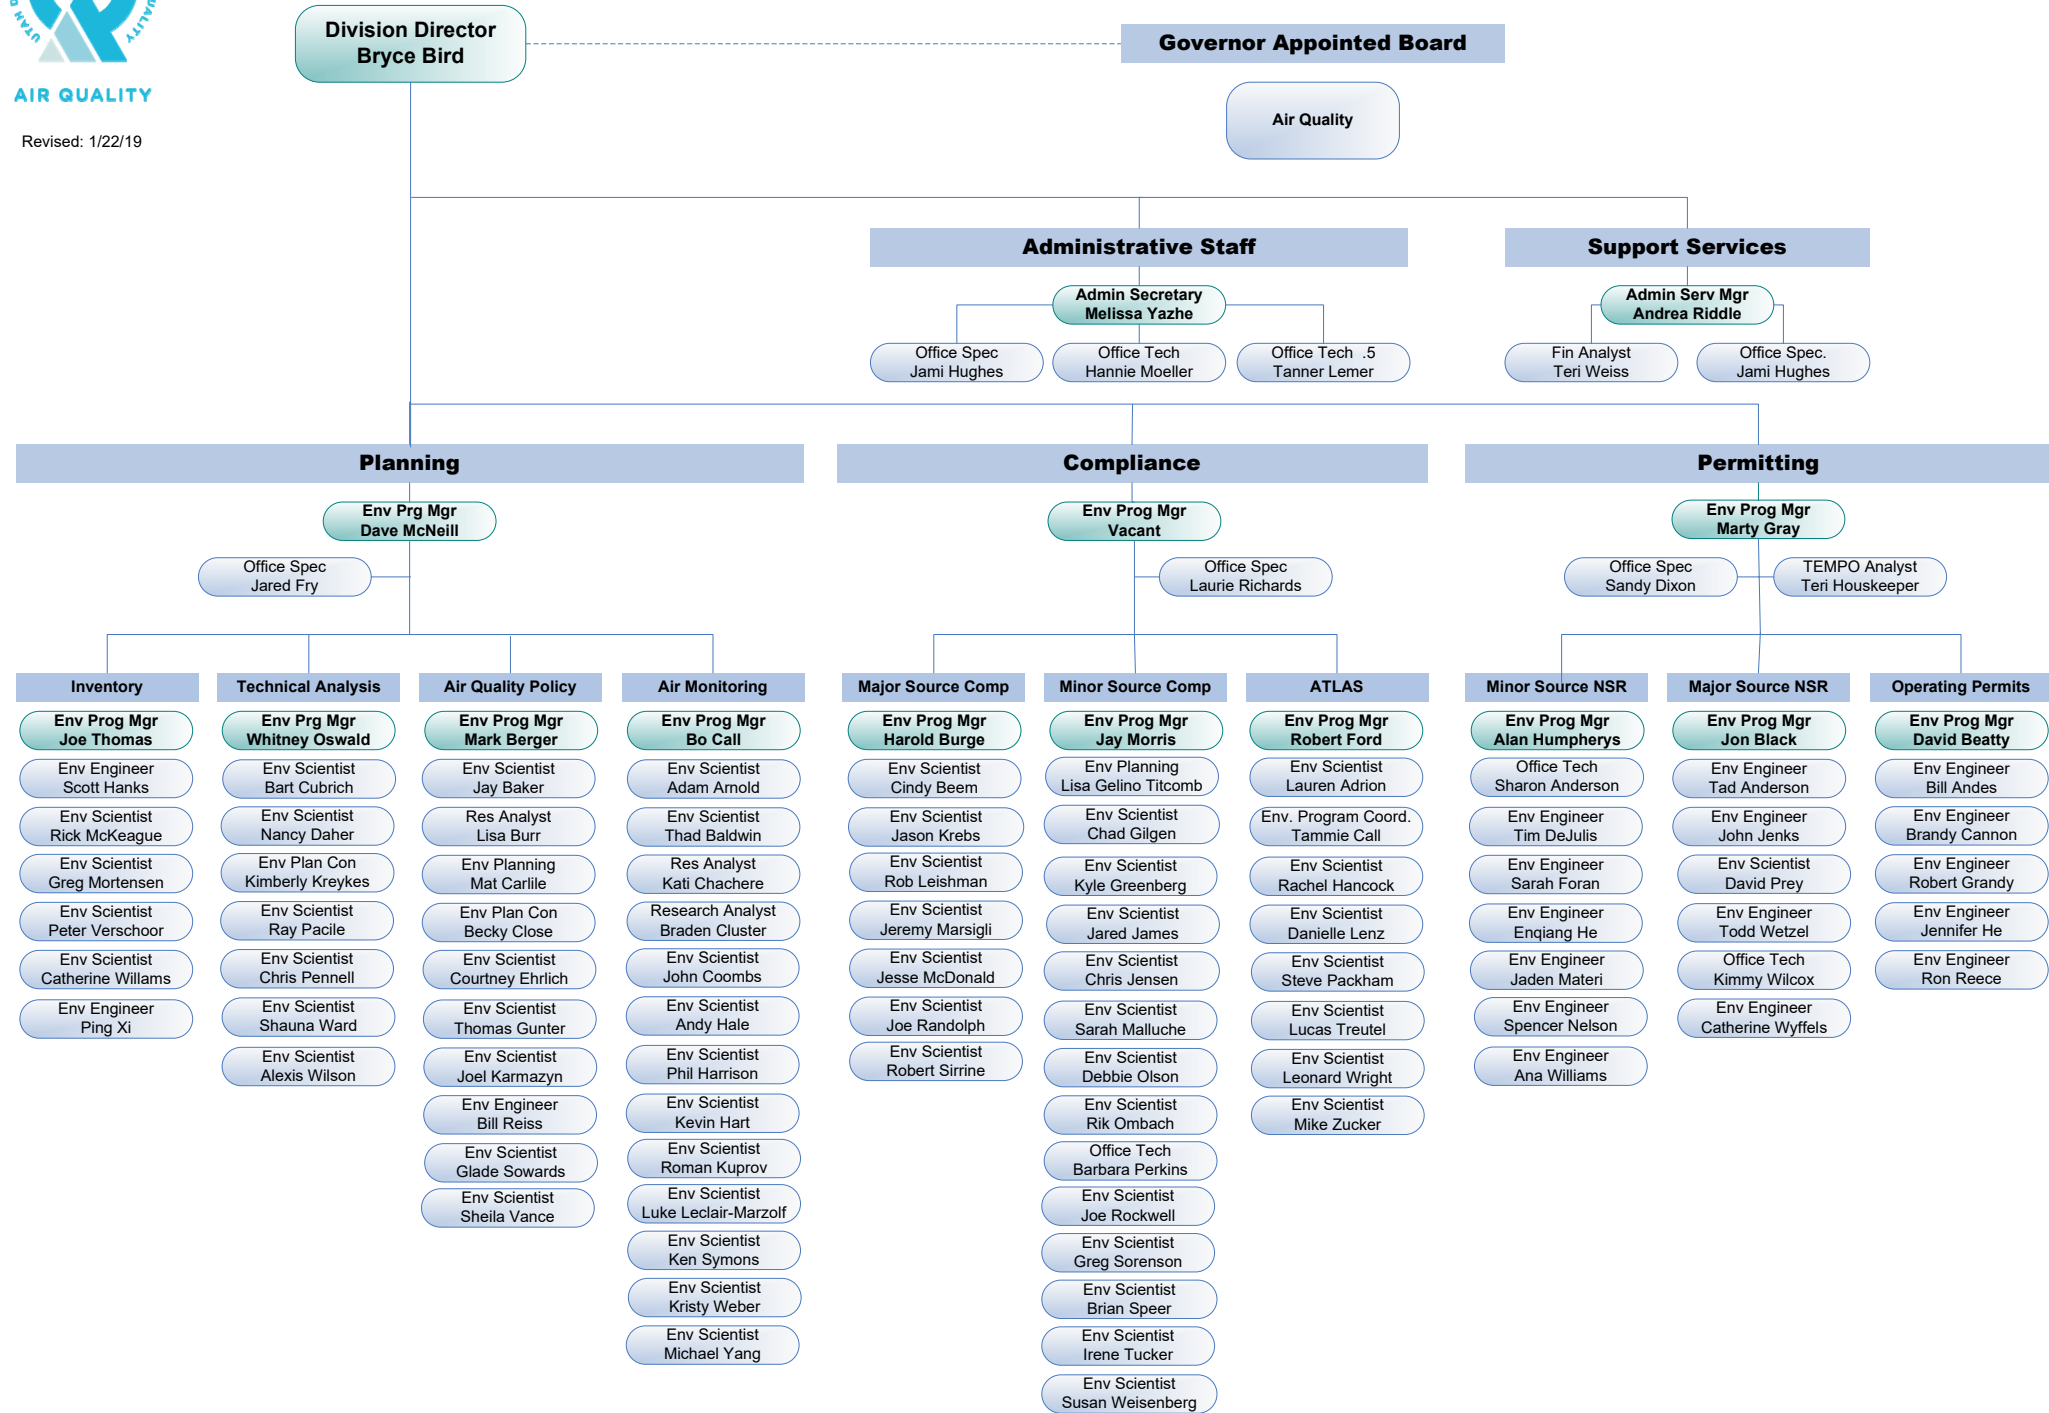 UTAH D
UALITY
AIR QUALITY
Revised: 1/22/19
Division Director
Bryce Bird
Governor Appointed Board
Air Quality
Administrative Staff
Admin Secretary
Melissa Yazhe
Office Spec
Jami Hughes
Office Tech
Hannie Moeller
Office Tech .5
Tanner Lemer
Support Services
Admin Serv Mgr
Andrea Riddle
Fin Analyst
Teri Weiss
Office Spec.
Jami Hughes
Planning
Env Prg Mgr
Dave McNeill
Office Spec
Jared Fry
Inventory
Env Prog Mgr
Joe Thomas
Env Engineer
Scott Hanks
Env Scientist
Rick McKeague
Env Scientist
Greg Mortensen
Env Scientist
Peter Verschoor
Env Scientist
Catherine Willams
Env Engineer
Ping Xi
Technical Analysis
Env Prg Mgr
Whitney Oswald
Env Scientist
Bart Cubrich
Env Scientist
Nancy Daher
Env Plan Con
Kimberly Kreykes
Env Scientist
Ray Pacile
Env Scientist
Chris Pennell
Env Scientist
Shauna Ward
Env Scientist
Alexis Wilson
Air Quality Policy
Env Prog Mgr
Mark Berger
Env Scientist
Jay Baker
Res Analyst
Lisa Burr
Env Planning
Mat Carlile
Env Plan Con
Becky Close
Env Scientist
Courtney Ehrlich
Env Scientist
Thomas Gunter
Env Scientist
Joel Karmazyn
Env Engineer
Bill Reiss
Env Scientist
Glade Sowards
Env Scientist
Sheila Vance
Air Monitoring
Env Prog Mgr
Bo Call
Env Scientist
Adam Arnold
Env Scientist
Thad Baldwin
Res Analyst
Kati Chachere
Research Analyst
Braden Cluster
Env Scientist
John Coombs
Env Scientist
Andy Hale
Env Scientist
Phil Harrison
Env Scientist
Kevin Hart
Env Scientist
Roman Kuprov
Env Scientist
Luke Leclair-Marzolf
Env Scientist
Ken Symons
Env Scientist
Kristy Weber
Env Scientist
Michael Yang
Compliance
Env Prog Mgr
Vacant
Office Spec
Laurie Richards
Major Source Comp
Env Prog Mgr
Harold Burge
Env Scientist
Cindy Beem
Env Scientist
Jason Krebs
Env Scientist
Rob Leishman
Env Scientist
Jeremy Marsigli
Env Scientist
Jesse McDonald
Env Scientist
Joe Randolph
Env Scientist
Robert Sirrine
Minor Source Comp
Env Prog Mgr
Jay Morris
Env Planning
Lisa Gelino Titcomb
Env Scientist
Chad Gilgen
Env Scientist
Kyle Greenberg
Env Scientist
Jared James
Env Scientist
Chris Jensen
Env Scientist
Sarah Malluche
Env Scientist
Debbie Olson
Env Scientist
Rik Ombach
Office Tech
Barbara Perkins
Env Scientist
Joe Rockwell
Env Scientist
Greg Sorenson
Env Scientist
Brian Speer
Env Scientist
Irene Tucker
Env Scientist
Susan Weisenberg
ATLAS
Env Prog Mgr
Robert Ford
Env Scientist
Lauren Adrion
Env. Program Coord.
Tammie Call
Env Scientist
Rachel Hancock
Env Scientist
Danielle Lenz
Env Scientist
Steve Packham
Env Scientist
Lucas Treutel
Env Scientist
Leonard Wright
Env Scientist
Mike Zucker
Permitting
Env Prog Mgr
Marty Gray
Office Spec
Sandy Dixon
TEMPO Analyst
Teri Houskeeper
Minor Source NSR
Env Prog Mgr
Alan Humpherys
Office Tech
Sharon Anderson
Env Engineer
Tim DeJulis
Env Engineer
Sarah Foran
Env Engineer
Enqiang He
Env Engineer
Jaden Materi
Env Engineer
Spencer Nelson
Env Engineer
Ana Williams
Major Source NSR
Env Prog Mgr
Jon Black
Env Engineer
Tad Anderson
Env Engineer
John Jenks
Env Scientist
David Prey
Env Engineer
Todd Wetzel
Office Tech
Kimmy Wilcox
Env Engineer
Catherine Wyffels
Operating Permits
Env Prog Mgr
David Beatty
Env Engineer
Bill Andes
Env Engineer
Brandy Cannon
Env Engineer
Robert Grandy
Env Engineer
Jennifer He
Env Engineer
Ron Reece